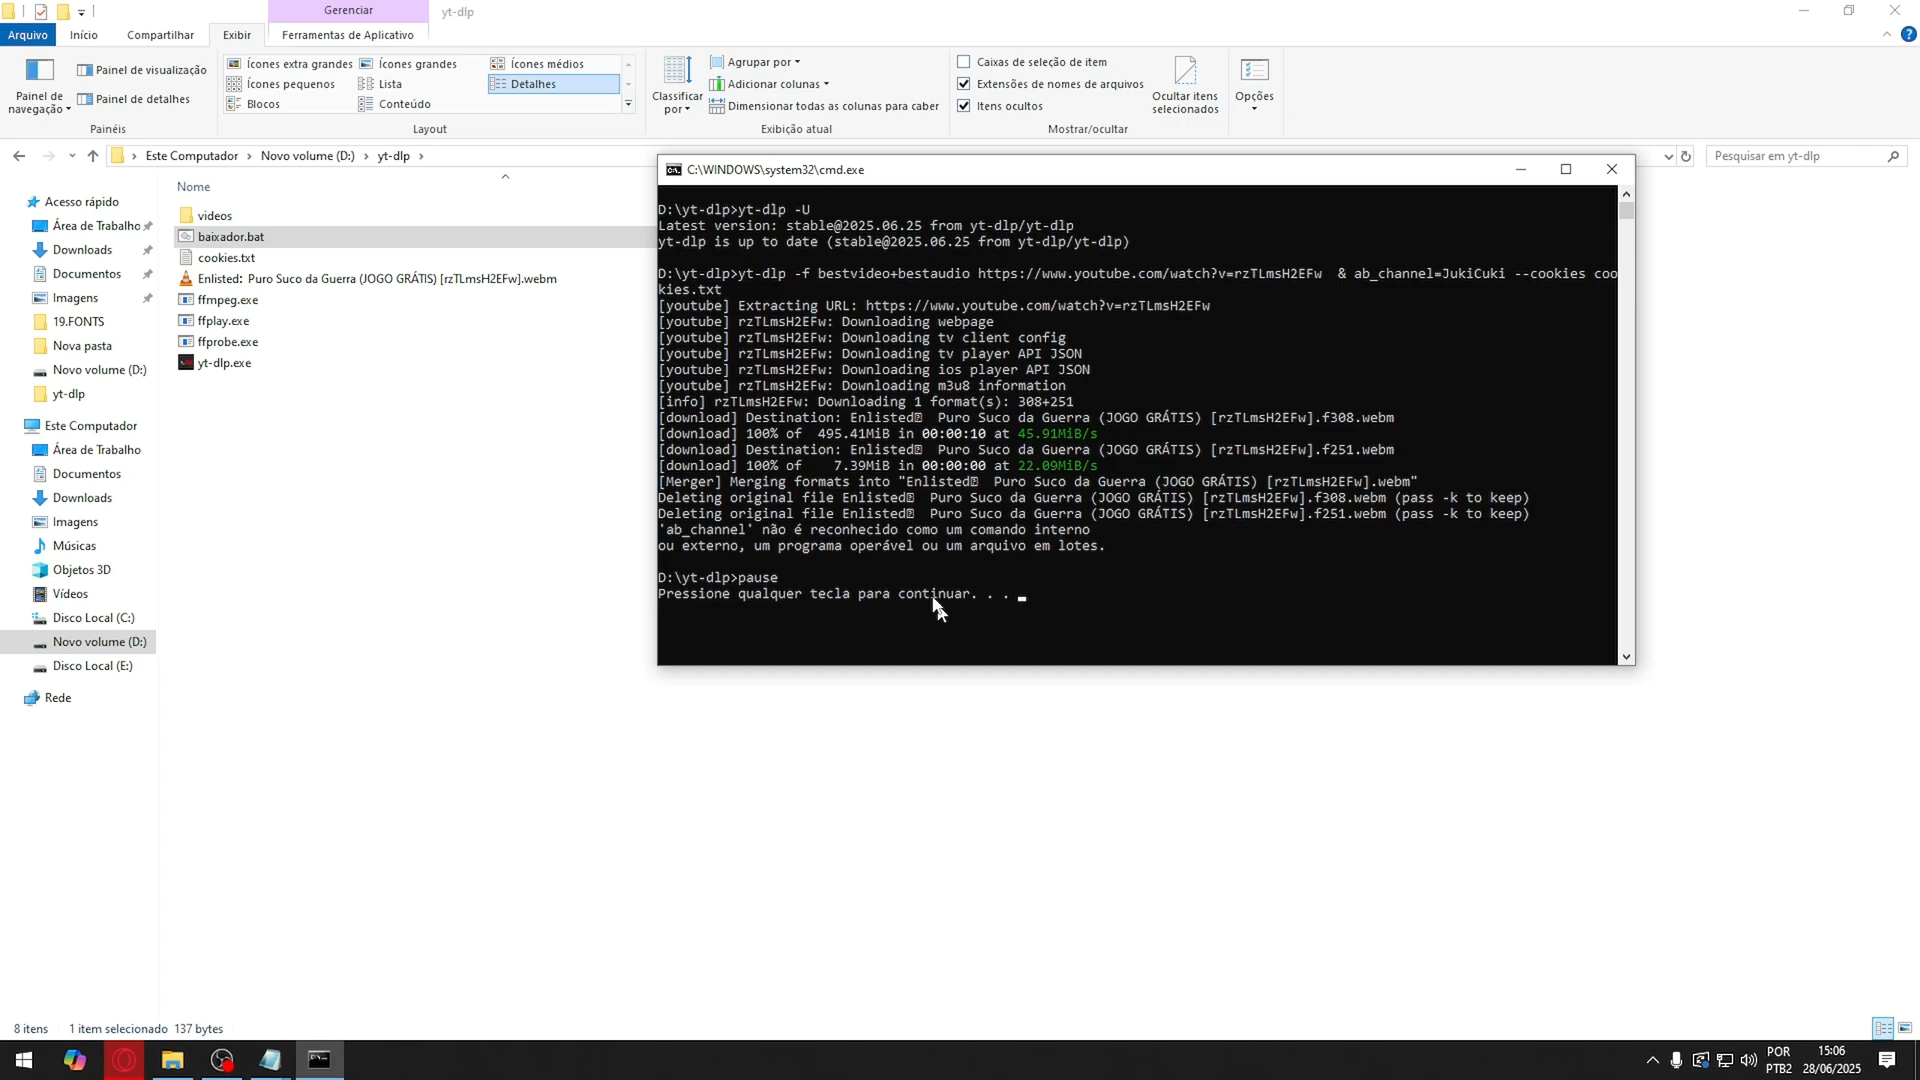 Gerenciar
yt-dlp
Arquivo
Início
Compartilhar
Exibir
Ferramentas de Aplicativo
Painel de navegação
Painel de visualização
Painel de detalhes
Painéis
Ícones extra grandes
Ícones grandes
Ícones médios
Ícones pequenos
Lista
Detalhes
Blocos
Conteúdo
Layout
Classificar por
Agrupar por
Adicionar colunas
Dimensionar todas as colunas para caber
Exibição atual
Caixas de seleção de item
Extensões de nomes de arquivos
Itens ocultos
Ocultar itens selecionados
Mostrar/ocultar
Opções
Este Computador
Novo volume (D:)
yt-dlp
Pesquisar em yt-dlp
Acesso rápido
Área de Trabalho
Downloads
Documentos
Imagens
19.FONTS
Nova pasta
Novo volume (D:)
yt-dlp
Este Computador
Área de Trabalho
Documentos
Downloads
Imagens
Músicas
Objetos 3D
Vídeos
Disco Local (C:)
Novo volume (D:)
Disco Local (E:)
Rede
Nome
videos
baixador.bat
cookies.txt
Enlisted: Puro Suco da Guerra (JOGO GRÁTIS) [rzTLmsH2EFw].webm
ffmpeg.exe
ffplay.exe
ffprobe.exe
yt-dlp.exe
C:\WINDOWS\system32\cmd.exe
D:\yt-dlp>yt-dlp -U
Latest version: stable@2025.06.25 from yt-dlp/yt-dlp
yt-dlp is up to date (stable@2025.06.25 from yt-dlp/yt-dlp)
D:\yt-dlp>yt-dlp -f bestvideo+bestaudio https://www.youtube.com/watch?v=rzTLmsH2EFw  & ab_channel=JukiCuki --cookies coo
kies.txt
[youtube] Extracting URL: https://www.youtube.com/watch?v=rzTLmsH2EFw
[youtube] rzTLmsH2EFw: Downloading webpage
[youtube] rzTLmsH2EFw: Downloading tv client config
[youtube] rzTLmsH2EFw: Downloading tv player API JSON
[youtube] rzTLmsH2EFw: Downloading ios player API JSON
[youtube] rzTLmsH2EFw: Downloading m3u8 information
[info] rzTLmsH2EFw: Downloading 1 format(s): 308+251
[download] Destination: Enlisted⍰  Puro Suco da Guerra (JOGO GRÁTIS) [rzTLmsH2EFw].f308.webm
[download] 100% of  495.41MiB in 00:00:10 at 45.91MiB/s
[download] Destination: Enlisted⍰  Puro Suco da Guerra (JOGO GRÁTIS) [rzTLmsH2EFw].f251.webm
[download] 100% of    7.39MiB in 00:00:00 at 22.09MiB/s
[Merger] Merging formats into "Enlisted⍰  Puro Suco da Guerra (JOGO GRÁTIS) [rzTLmsH2EFw].webm"
Deleting original file Enlisted⍰  Puro Suco da Guerra (JOGO GRÁTIS) [rzTLmsH2EFw].f308.webm (pass -k to keep)
Deleting original file Enlisted⍰  Puro Suco da Guerra (JOGO GRÁTIS) [rzTLmsH2EFw].f251.webm (pass -k to keep)
'ab_channel' não é reconhecido como um comando interno
ou externo, um programa operável ou um arquivo em lotes.
D:\yt-dlp>pause
Pressione qualquer tecla para continuar. . .
8 itens
1 item selecionado 137 bytes
POR
PTB2
15:06
28/06/2025